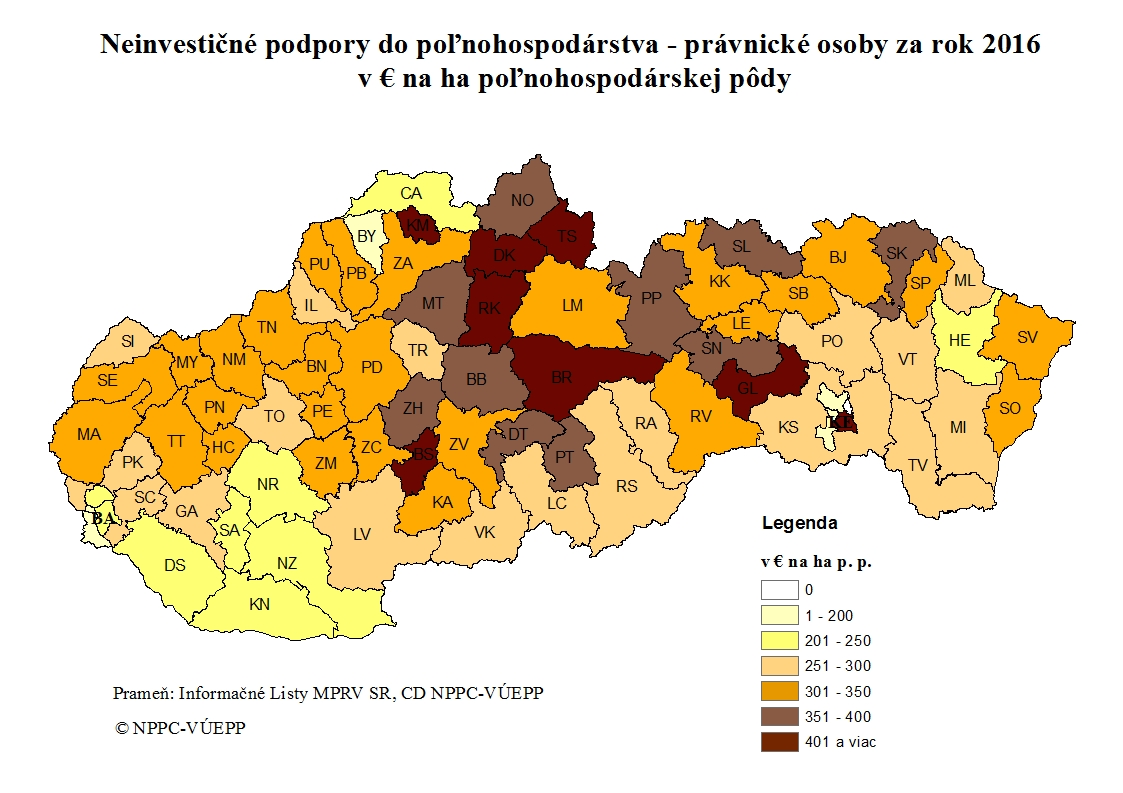 Neinvestičné podpory do poľnohospodárstva - právnické osoby za rok 2016
v € na ha poľnohospodárskej pôdy
NO
CA
KM
BY
TS
SL
DK
ZA
PU
PB
BJ
SK
SP
ML
KK
SB
PP
IL
MT
RK
LM
TN
LE
HE
SV
SI
MY
NM
BN
PD
TR
SN
PO
VT
SE
BB
BR
GL
PN
TO
PE
ZH
SO
MA
TT
HC
ZC
ZV
DT
RA
RV
KS
KE
MI
PK
ZM
BS
PT
TV
NR
SC
GA
KA
LC
RS
BA
SA
LV
VK
DS
NZ
KN
Legenda
v € na ha p. p.
0
1 - 200
201 - 250
251 - 300
301 - 350
351 - 400
401 a viac
Prameň: Informačné Listy MPRV SR, CD NPPC-VÚEPP
© NPPC-VÚEPP